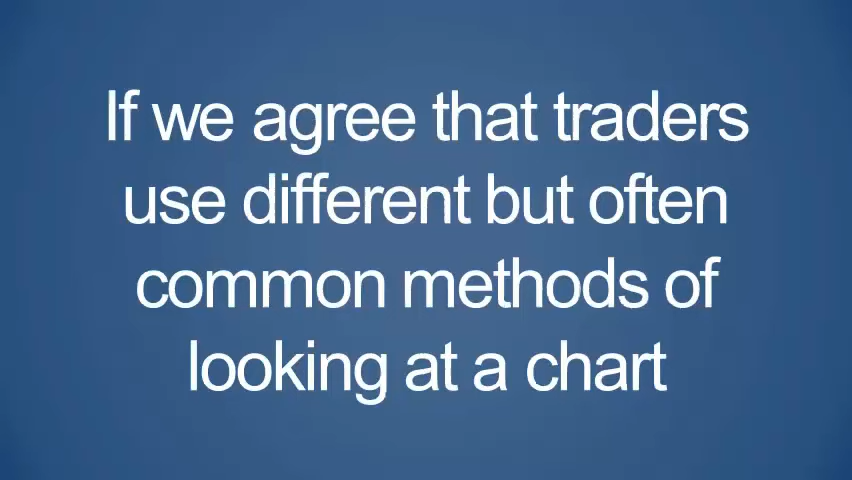 If we agree that traders
use different but often
common methods of
looking at a chart